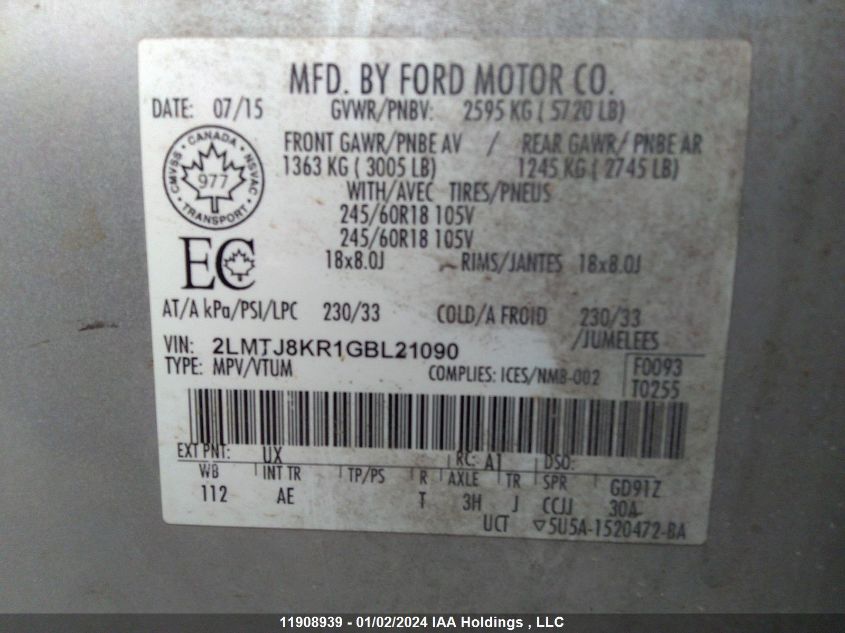 MFD. BY FORD MOTOR CO.
DATE: 07/15 GVWR/PNBV: 2595 KG ( 5720 LB)
FRONT GAWR/PNBE AV / REAR GAWR/ PNBE AR
1363 KG ( 3005 LB) 1245 KG ( 2745 LB)
WITH/AVEC TIRES/PNEUS
245/60R18 105V
245/60R18 105V
18x8.0J ~ RIMS/JANTES 18x8.0J
CANADA
CMVSS NSVAC
977
TRANSPORT
EC
AT/A kPa/PSI/LPC 230/33 COLD/A FROID 230/33
/JUMELEES
VIN: 2LMTJ8KR1GBL21090
TYPE: MPV/VTUM COMPLIES: ICES/NMB-002
F0093
T0255
EXT PNT: UX RC: A1 DSO:
WB INT TR TP/PS R AXLE TR SPR GD91Z
112 AE T 3H J CCJJ 30A
UCT ▽5U5A-1520472-BA
11908939 - 01/02/2024 IAA Holdings , LLC